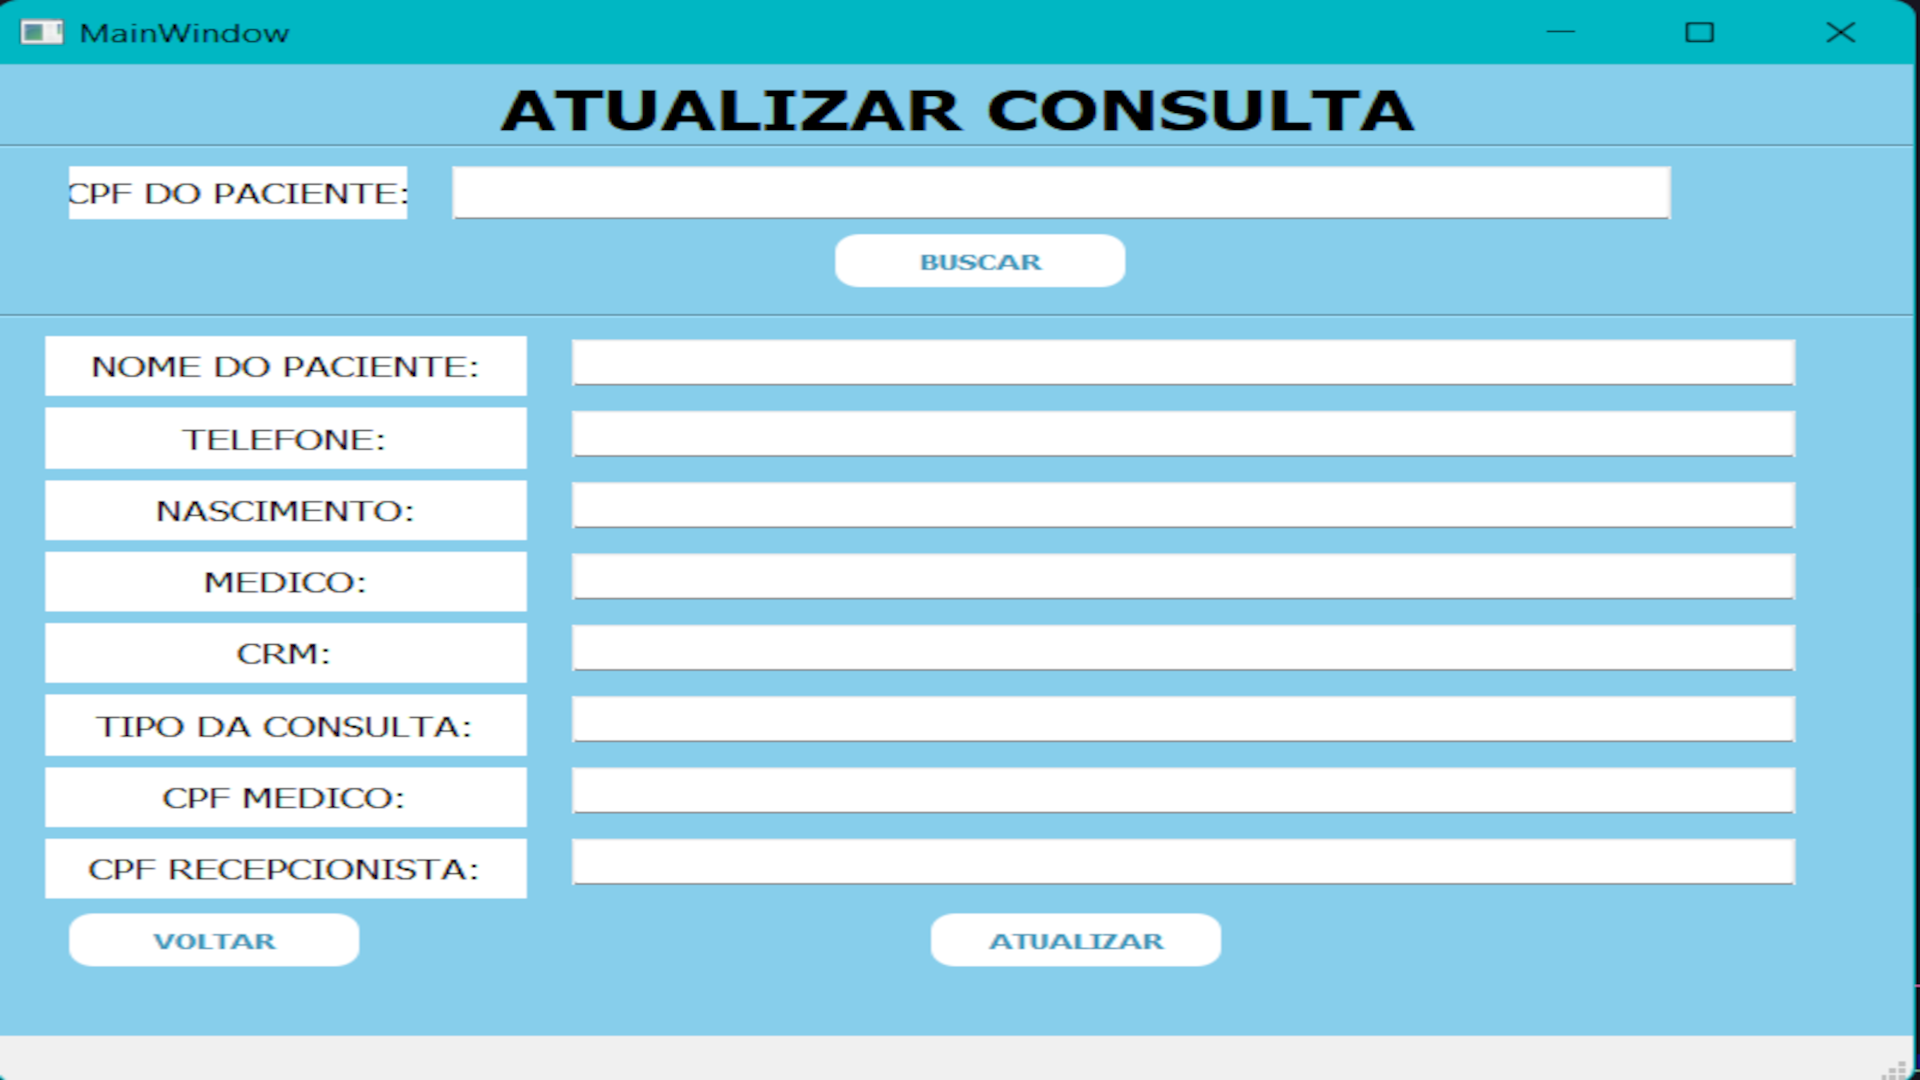 MainWindow
ATUALIZAR CONSULTA
CPF DO PACIENTE:
BUSCAR
NOME DO PACIENTE:
TELEFONE:
NASCIMENTO:
MEDICO:
CRM:
TIPO DA CONSULTA:
CPF MEDICO:
CPF RECEPCIONISTA:
VOLTAR ATUALIZAR